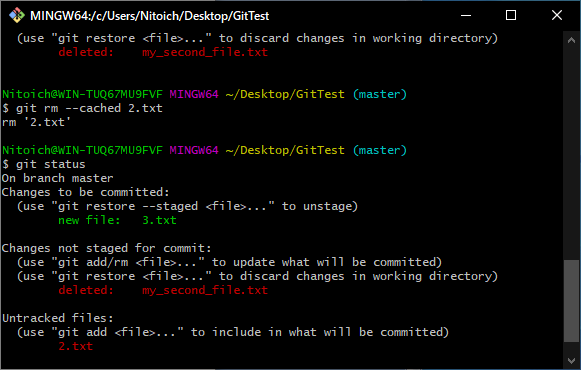 MINGW64:/c/Users/Nitoich/Desktop/GitTest
(use "git restore <file>..." to discard changes in working directory)
deleted: my_second_file.txt
Nitoich@WIN-TUQ67MU9FVF MINGW64 ~/Desktop/GitTest (master)
$ git rm --cached 2.txt
rm '2.txt'
Nitoich@WIN-TUQ67MU9FVF MINGW64 ~/Desktop/GitTest (master)
$ git status
On branch master
Changes to be committed:
(use "git restore --staged <file>..." to unstage)
new file: 3.txt
Changes not staged for commit:
(use "git add/rm <file>..." to update what will be committed)
(use "git restore <file>..." to discard changes in working directory)
deleted: my_second_file.txt
Untracked files:
(use "git add <file>..." to include in what will be committed)
2.txt